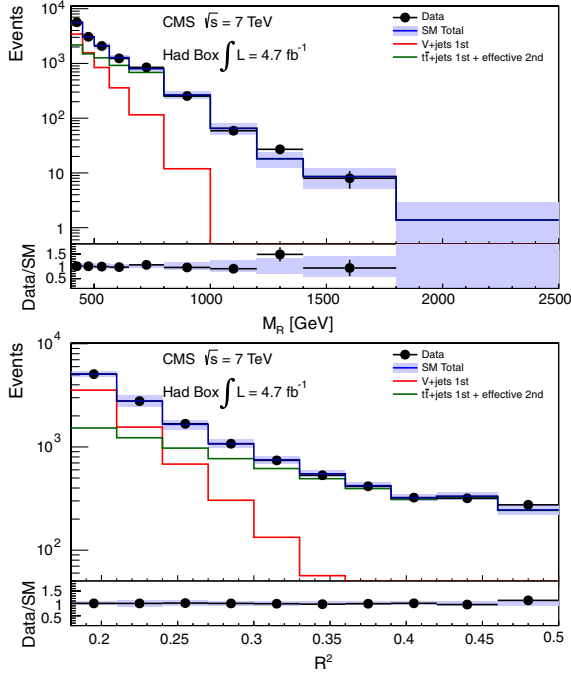 Events
10⁴
10³
10²
10
1
CMS √s = 7 TeV
Had Box ∫ L = 4.7 fb⁻¹
Data
SM Total
V+jets 1st
tt̄+jets 1st + effective 2nd
Data/SM
1.5
1
0.5
500 1000 1500 2000 2500
M_R [GeV]
Events
10⁴
10³
10²
CMS √s = 7 TeV
Had Box ∫ L = 4.7 fb⁻¹
Data
SM Total
V+jets 1st
tt̄+jets 1st + effective 2nd
Data/SM
1.5
1
0.5
0.2 0.25 0.3 0.35 0.4 0.45 0.5
R²